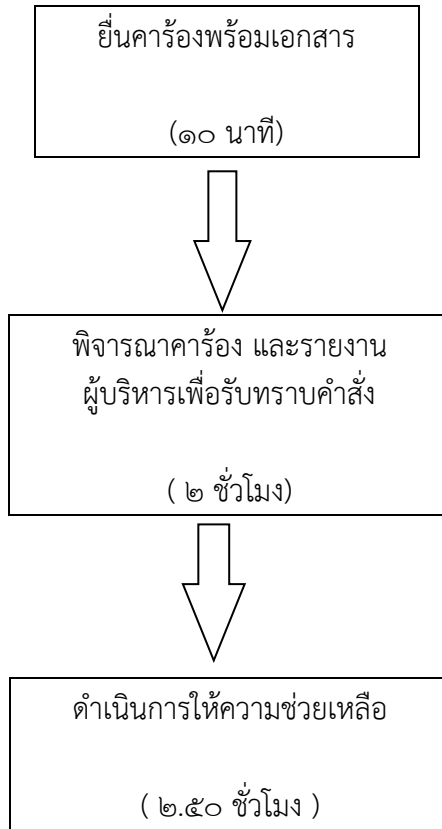 ยื่นคาร้องพร้อมเอกสาร
(๑๐ นาที)
พิจารณาคาร้อง และรายงาน
ผู้บริหารเพื่อรับทราบคำสั่ง
( ๒ ชั่วโมง)
ดำเนินการให้ความช่วยเหลือ
( ๒.๕๐ ชั่วโมง )